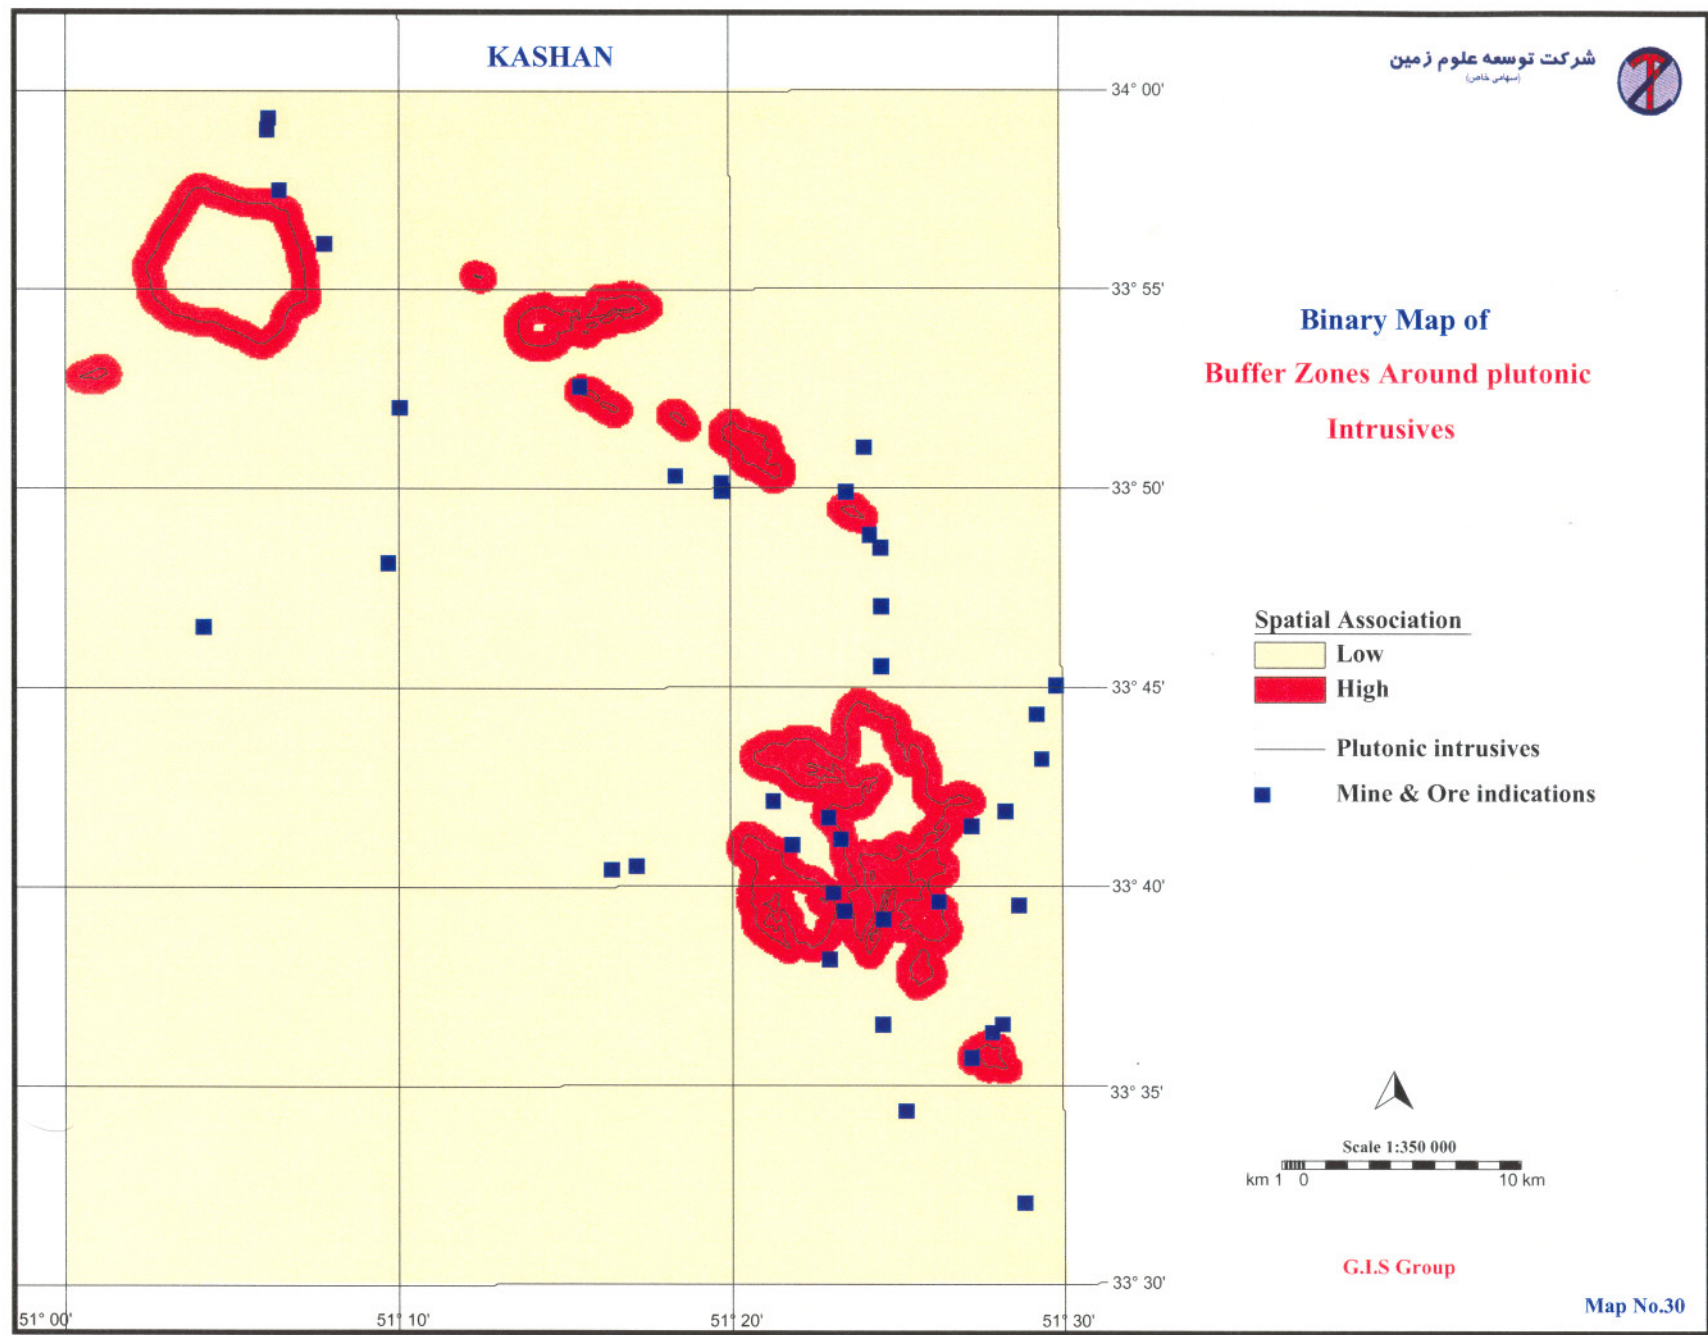 KASHAN
شرکت توسعه علوم زمین
(سهامی خاص)
34° 00'
33° 55'
Binary Map of
Buffer Zones Around plutonic
Intrusives
33° 50'
Spatial Association
Low
High
33° 45'
Plutonic intrusives
Mine & Ore indications
33° 40'
33° 35'
Scale 1:350 000
km 1 0 10 km
G.I.S Group
33° 30'
Map No.30
51° 00' 51° 10' 51° 20' 51° 30'